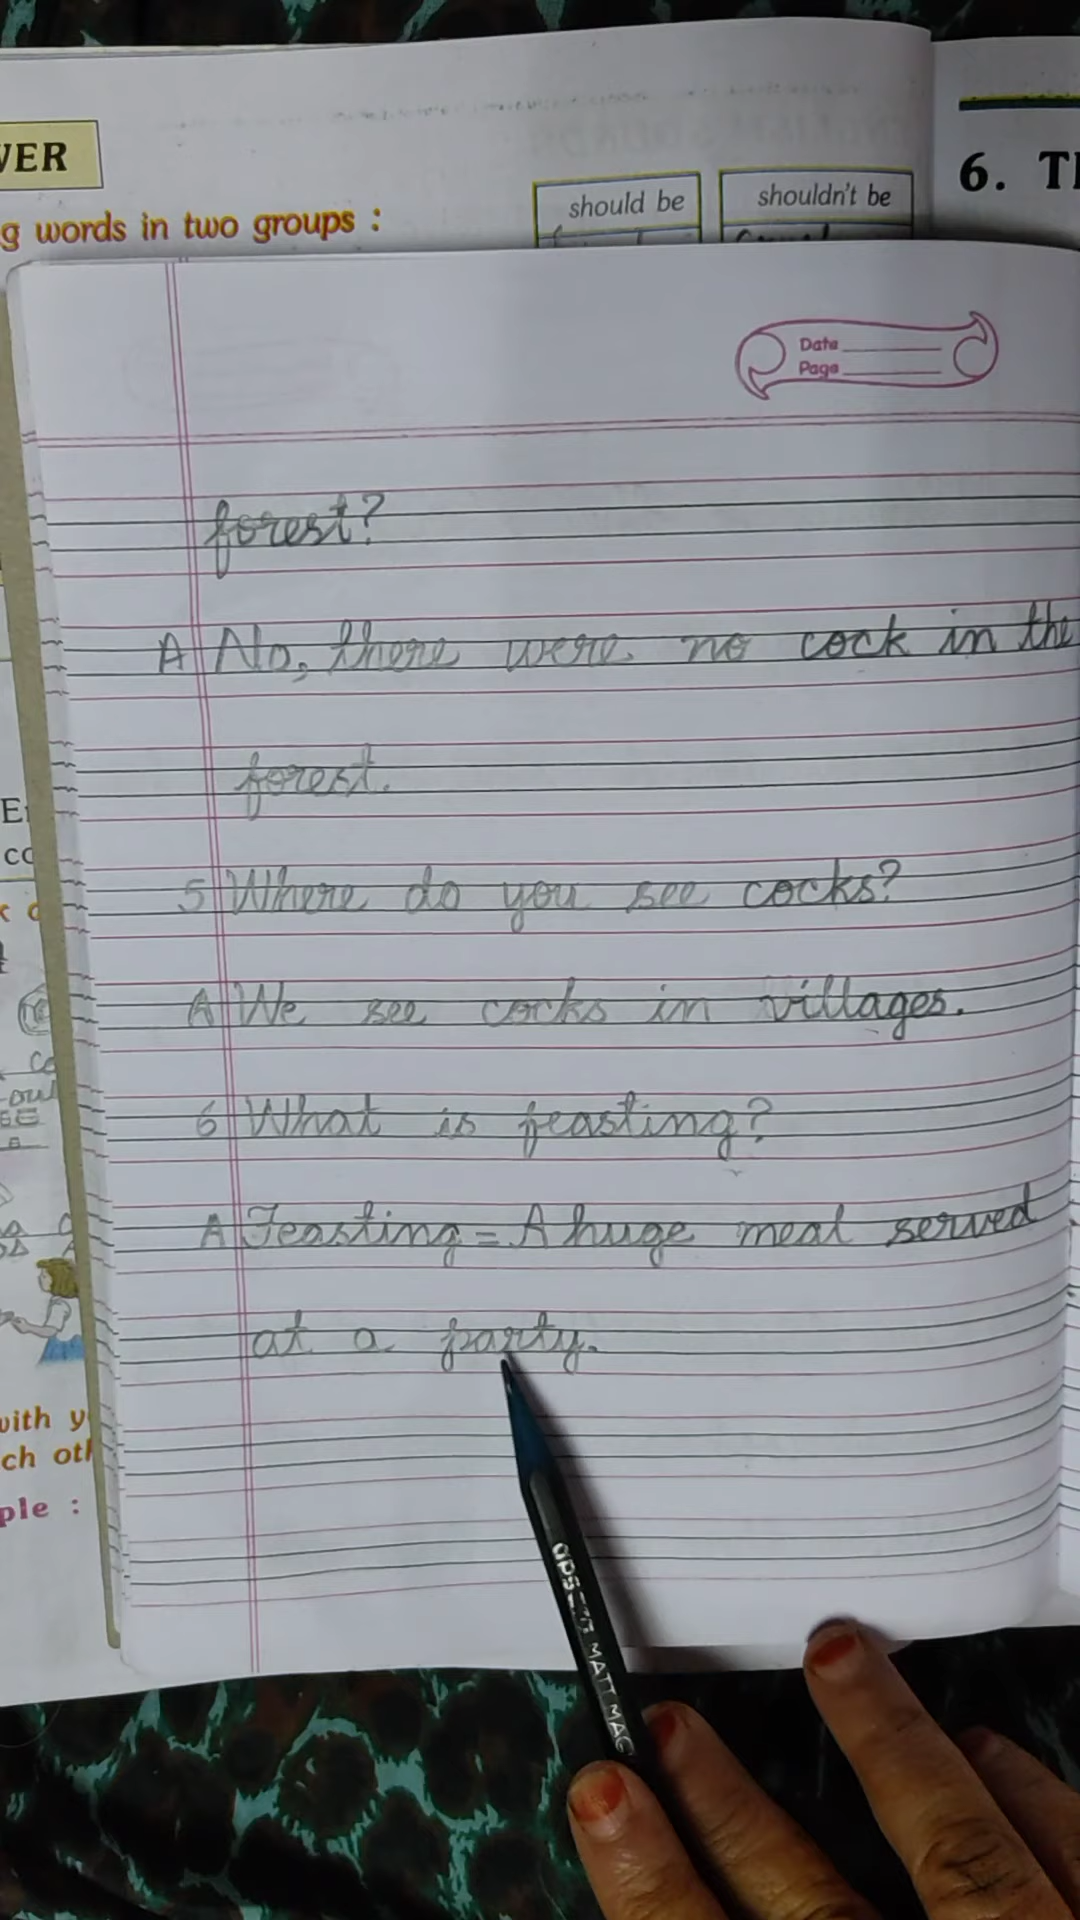 VER
g words in two groups :
should be
shouldn't be
6. T
Date
Page
forest?
A No, there were no cock in the
forest.
5 Where do you see cocks?
A We see cocks in villages.
6 What is feasting?
A Feasting = A huge meal served
at a party.
with y
ch oth
ple :